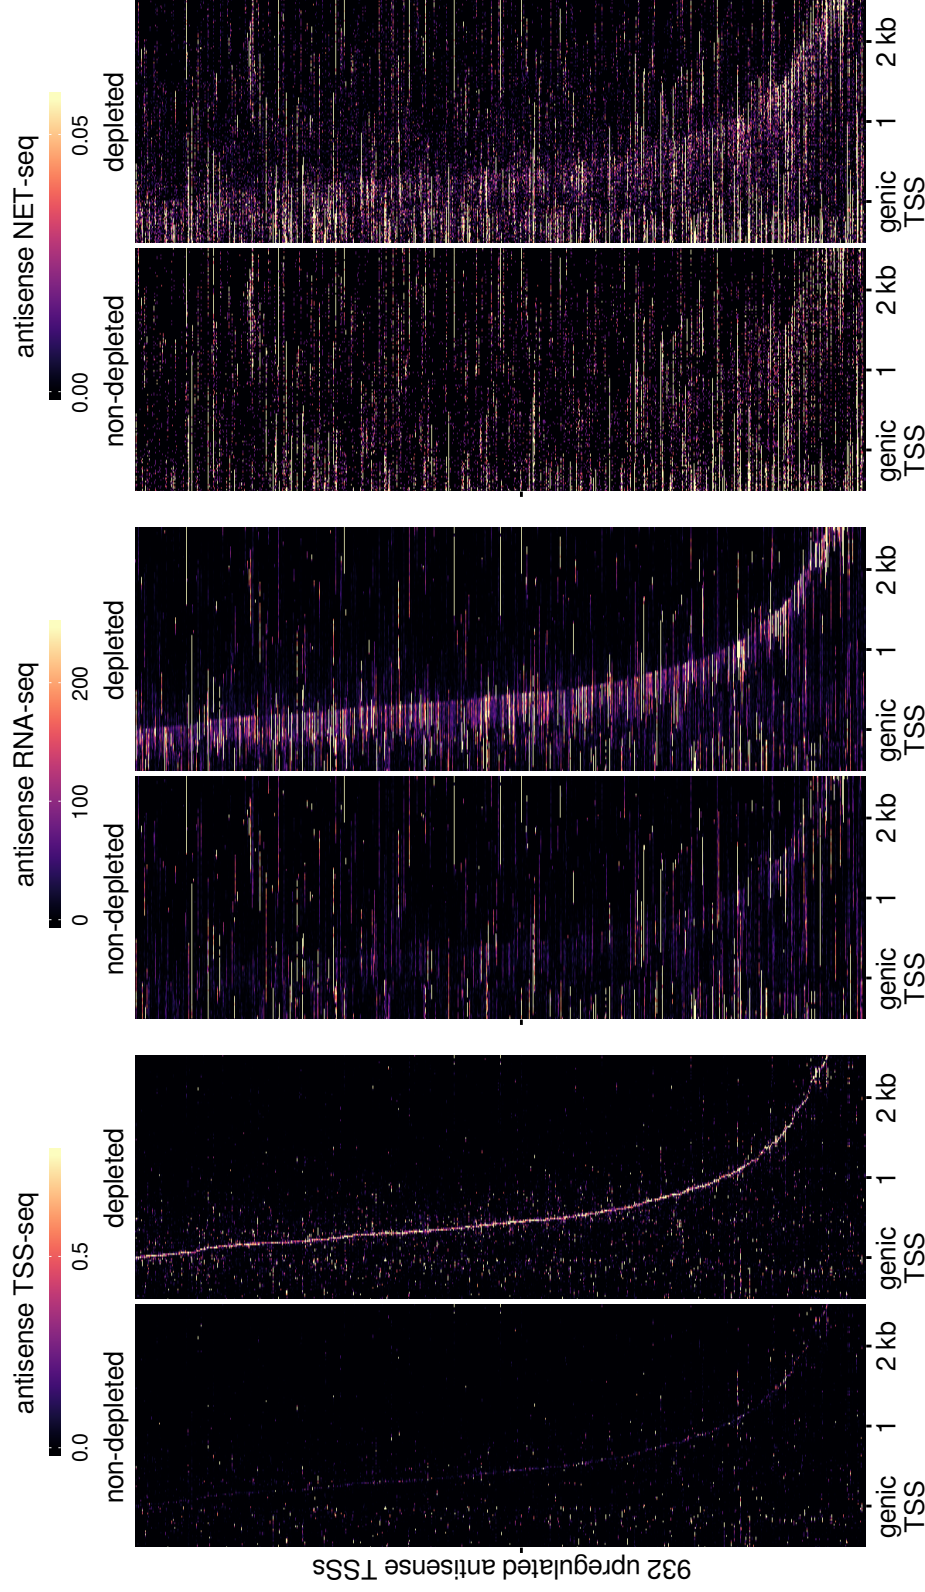 antisense TSS-seq
0.0
0.5
non-depleted
depleted
932 upregulated antisense TSSs
genic
TSS
1
2 kb
genic
TSS
1
2 kb
antisense RNA-seq
0
100
200
non-depleted
depleted
genic
TSS
1
2 kb
genic
TSS
1
2 kb
antisense NET-seq
0.00
0.05
non-depleted
depleted
genic
TSS
1
2 kb
genic
TSS
1
2 kb